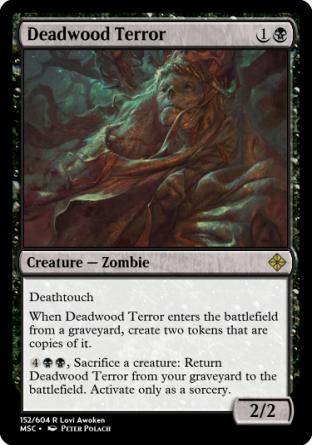 Deadwood Terror 1
Creature — Zombie
Deathtouch
When Deadwood Terror enters the battlefield
from a graveyard, create two tokens that are
copies of it.
4, Sacrifice a creature: Return
Deadwood Terror from your graveyard to the
battlefield. Activate only as a sorcery.
2/2
152/604 R Lovi Awoken
MSC • Peter Polach